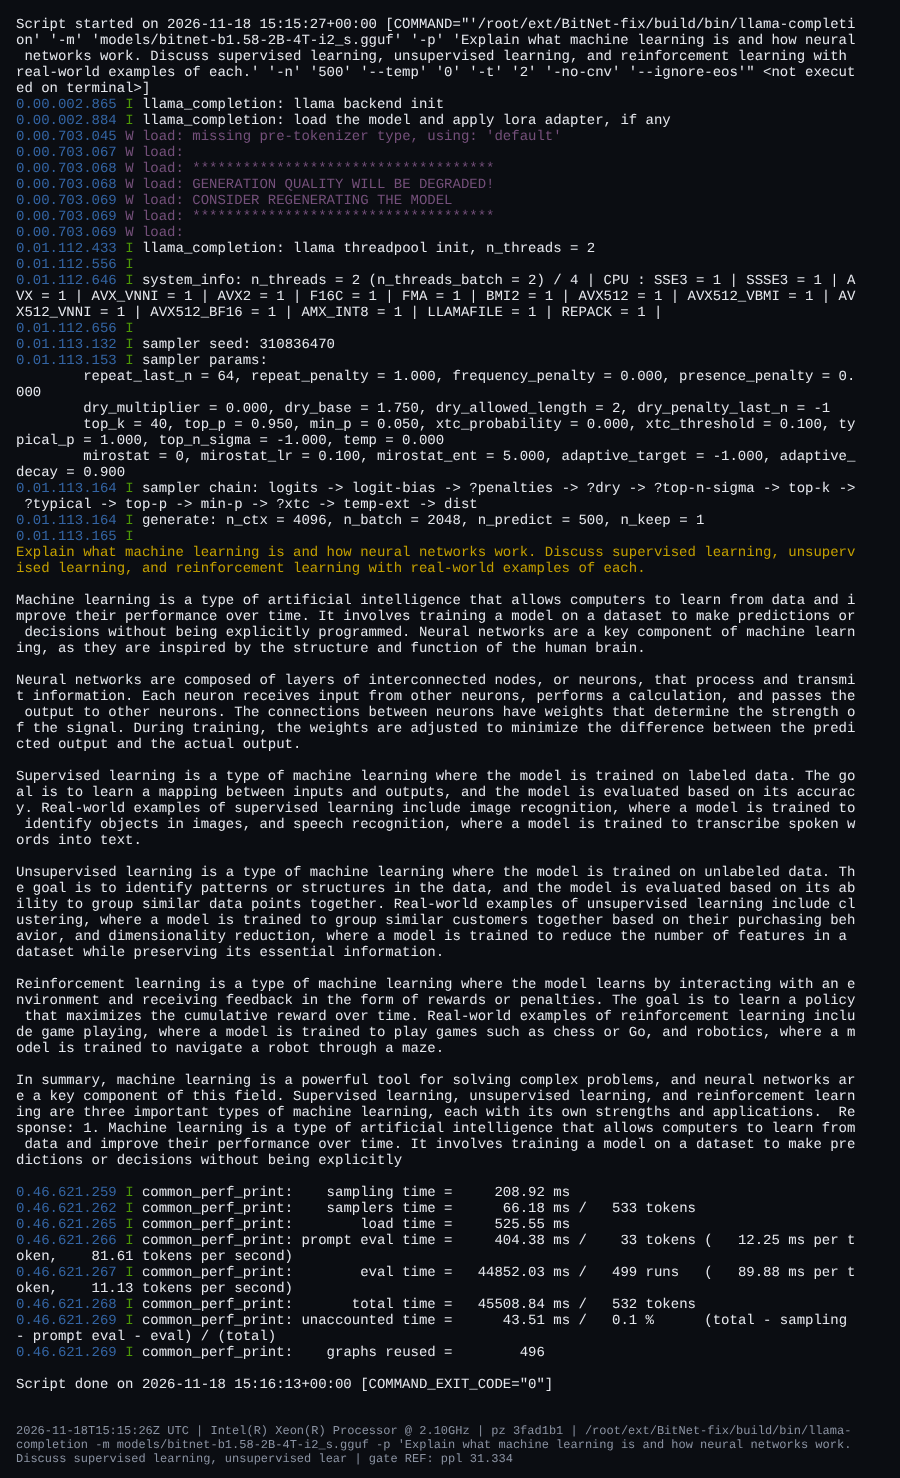 Script started on 2026-11-18 15:15:27+00:00 [COMMAND="'/root/ext/BitNet-fix/build/bin/llama-completi
on' '-m' 'models/bitnet-b1.58-2B-4T-i2_s.gguf' '-p' 'Explain what machine learning is and how neural
 networks work. Discuss supervised learning, unsupervised learning, and reinforcement learning with
real-world examples of each.' '-n' '500' '--temp' '0' '-t' '2' '-no-cnv' '--ignore-eos'" <not execut
ed on terminal>]
0.00.002.865 I llama_completion: llama backend init
0.00.002.884 I llama_completion: load the model and apply lora adapter, if any
0.00.703.045 W load: missing pre-tokenizer type, using: 'default'
0.00.703.067 W load:
0.00.703.068 W load: ************************************
0.00.703.068 W load: GENERATION QUALITY WILL BE DEGRADED!
0.00.703.069 W load: CONSIDER REGENERATING THE MODEL
0.00.703.069 W load: ************************************
0.00.703.069 W load:
0.01.112.433 I llama_completion: llama threadpool init, n_threads = 2
0.01.112.556 I
0.01.112.646 I system_info: n_threads = 2 (n_threads_batch = 2) / 4 | CPU : SSE3 = 1 | SSSE3 = 1 | A
VX = 1 | AVX_VNNI = 1 | AVX2 = 1 | F16C = 1 | FMA = 1 | BMI2 = 1 | AVX512 = 1 | AVX512_VBMI = 1 | AV
X512_VNNI = 1 | AVX512_BF16 = 1 | AMX_INT8 = 1 | LLAMAFILE = 1 | REPACK = 1 |
0.01.112.656 I
0.01.113.132 I sampler seed: 310836470
0.01.113.153 I sampler params:
        repeat_last_n = 64, repeat_penalty = 1.000, frequency_penalty = 0.000, presence_penalty = 0.
000
        dry_multiplier = 0.000, dry_base = 1.750, dry_allowed_length = 2, dry_penalty_last_n = -1
        top_k = 40, top_p = 0.950, min_p = 0.050, xtc_probability = 0.000, xtc_threshold = 0.100, ty
pical_p = 1.000, top_n_sigma = -1.000, temp = 0.000
        mirostat = 0, mirostat_lr = 0.100, mirostat_ent = 5.000, adaptive_target = -1.000, adaptive_
decay = 0.900
0.01.113.164 I sampler chain: logits -> logit-bias -> ?penalties -> ?dry -> ?top-n-sigma -> top-k ->
 ?typical -> top-p -> min-p -> ?xtc -> temp-ext -> dist
0.01.113.164 I generate: n_ctx = 4096, n_batch = 2048, n_predict = 500, n_keep = 1
0.01.113.165 I
Explain what machine learning is and how neural networks work. Discuss supervised learning, unsuperv
ised learning, and reinforcement learning with real-world examples of each.

Machine learning is a type of artificial intelligence that allows computers to learn from data and i
mprove their performance over time. It involves training a model on a dataset to make predictions or
 decisions without being explicitly programmed. Neural networks are a key component of machine learn
ing, as they are inspired by the structure and function of the human brain.

Neural networks are composed of layers of interconnected nodes, or neurons, that process and transmi
t information. Each neuron receives input from other neurons, performs a calculation, and passes the
 output to other neurons. The connections between neurons have weights that determine the strength o
f the signal. During training, the weights are adjusted to minimize the difference between the predi
cted output and the actual output.

Supervised learning is a type of machine learning where the model is trained on labeled data. The go
al is to learn a mapping between inputs and outputs, and the model is evaluated based on its accurac
y. Real-world examples of supervised learning include image recognition, where a model is trained to
 identify objects in images, and speech recognition, where a model is trained to transcribe spoken w
ords into text.

Unsupervised learning is a type of machine learning where the model is trained on unlabeled data. Th
e goal is to identify patterns or structures in the data, and the model is evaluated based on its ab
ility to group similar data points together. Real-world examples of unsupervised learning include cl
ustering, where a model is trained to group similar customers together based on their purchasing beh
avior, and dimensionality reduction, where a model is trained to reduce the number of features in a
dataset while preserving its essential information.

Reinforcement learning is a type of machine learning where the model learns by interacting with an e
nvironment and receiving feedback in the form of rewards or penalties. The goal is to learn a policy
 that maximizes the cumulative reward over time. Real-world examples of reinforcement learning inclu
de game playing, where a model is trained to play games such as chess or Go, and robotics, where a m
odel is trained to navigate a robot through a maze.

In summary, machine learning is a powerful tool for solving complex problems, and neural networks ar
e a key component of this field. Supervised learning, unsupervised learning, and reinforcement learn
ing are three important types of machine learning, each with its own strengths and applications.  Re
sponse: 1. Machine learning is a type of artificial intelligence that allows computers to learn from
 data and improve their performance over time. It involves training a model on a dataset to make pre
dictions or decisions without being explicitly

0.46.621.259 I common_perf_print:    sampling time =     208.92 ms
0.46.621.262 I common_perf_print:    samplers time =      66.18 ms /   533 tokens
0.46.621.265 I common_perf_print:        load time =     525.55 ms
0.46.621.266 I common_perf_print: prompt eval time =     404.38 ms /    33 tokens (   12.25 ms per t
oken,    81.61 tokens per second)
0.46.621.267 I common_perf_print:        eval time =   44852.03 ms /   499 runs   (   89.88 ms per t
oken,    11.13 tokens per second)
0.46.621.268 I common_perf_print:       total time =   45508.84 ms /   532 tokens
0.46.621.269 I common_perf_print: unaccounted time =      43.51 ms /   0.1 %      (total - sampling
- prompt eval - eval) / (total)
0.46.621.269 I common_perf_print:    graphs reused =        496

Script done on 2026-11-18 15:16:13+00:00 [COMMAND_EXIT_CODE="0"]

2026-11-18T15:15:26Z UTC | Intel(R) Xeon(R) Processor @ 2.10GHz | pz 3fad1b1 | /root/ext/BitNet-fix/build/bin/llama-
completion -m models/bitnet-b1.58-2B-4T-i2_s.gguf -p 'Explain what machine learning is and how neural networks work.
Discuss supervised learning, unsupervised lear | gate REF: ppl 31.334